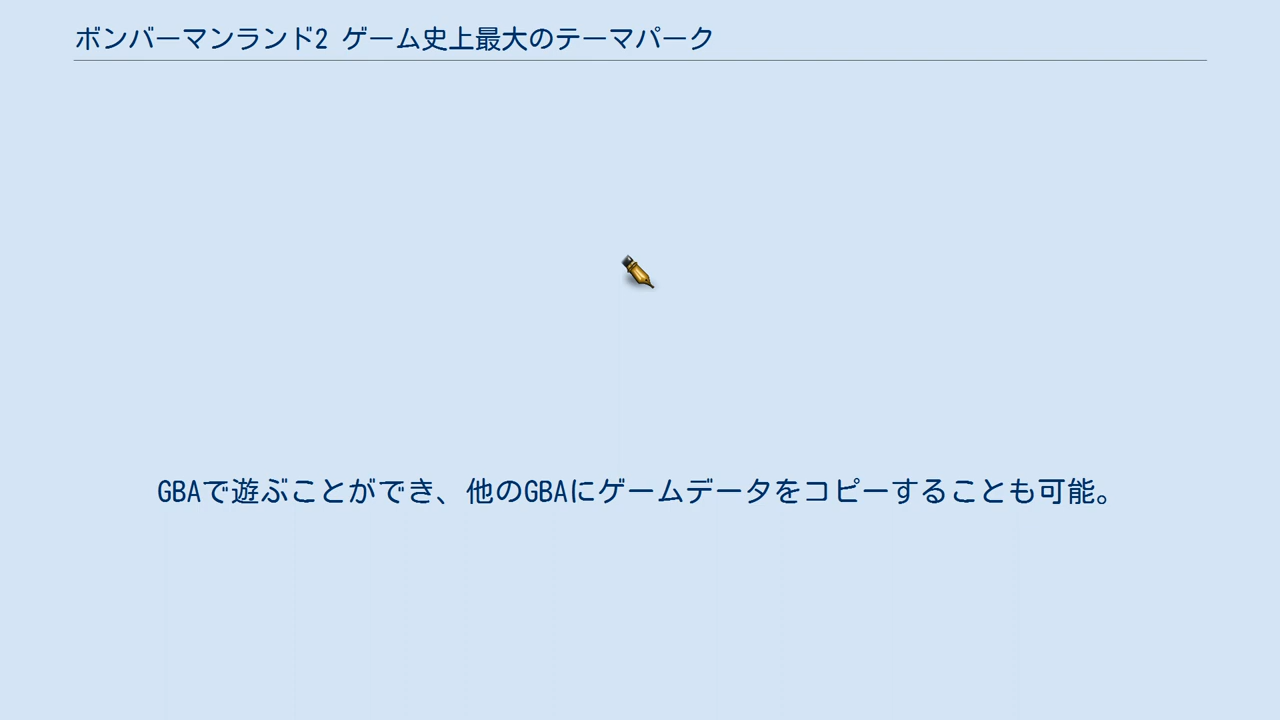 ボンバーマンランド2 ゲーム史上最大のテーマパーク
GBAで遊ぶことができ、他のGBAにゲームデータをコピーすることも可能。